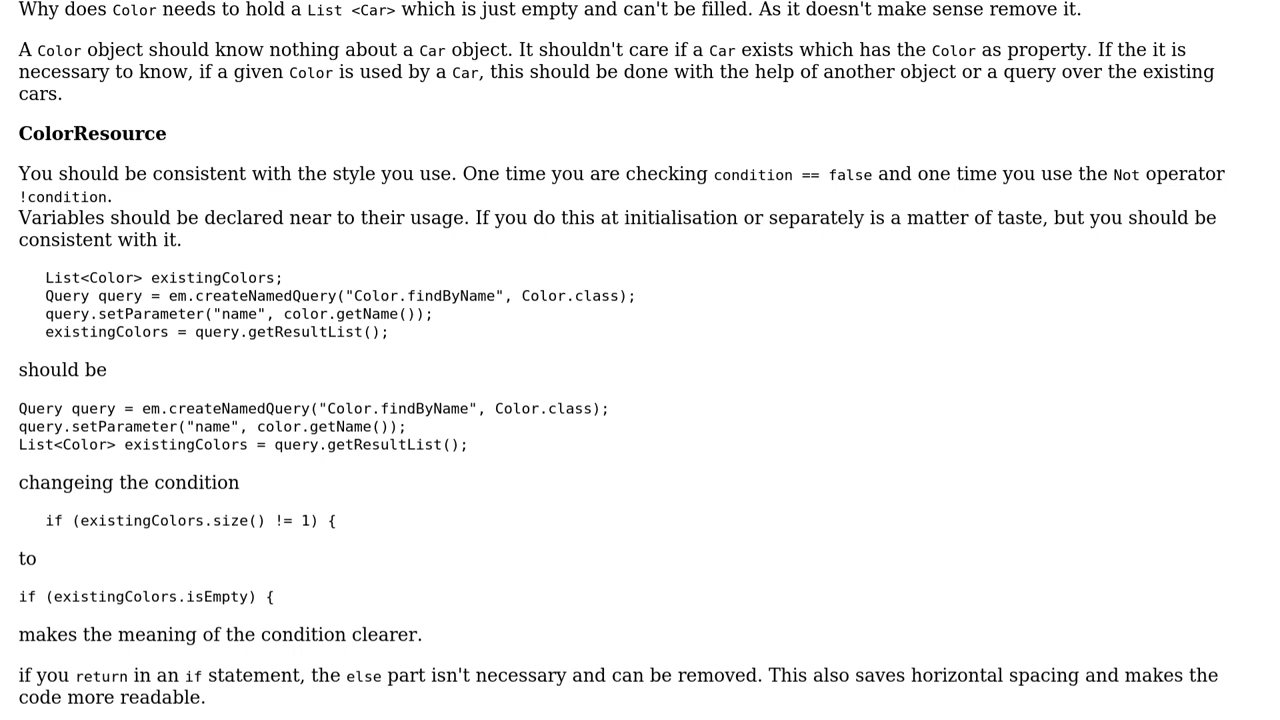 Why does Color needs to hold a List <Car> which is just empty and can't be filled. As it doesn't make sense remove it.
A Color object should know nothing about a Car object. It shouldn't care if a Car exists which has the Color as property. If the it is
necessary to know, if a given Color is used by a Car, this should be done with the help of another object or a query over the existing
cars.
ColorResource
You should be consistent with the style you use. One time you are checking condition == false and one time you use the Not operator
!condition.
Variables should be declared near to their usage. If you do this at initialisation or separately is a matter of taste, but you should be
consistent with it.
List<Color> existingColors;
Query query = em.createNamedQuery("Color.findByName", Color.class);
query.setParameter("name", color.getName());
existingColors = query.getResultList();
should be
Query query = em.createNamedQuery("Color.findByName", Color.class);
query.setParameter("name", color.getName());
List<Color> existingColors = query.getResultList();
changeing the condition
if (existingColors.size() != 1) {
to
if (existingColors.isEmpty) {
makes the meaning of the condition clearer.
if you return in an if statement, the else part isn't necessary and can be removed. This also saves horizontal spacing and makes the
code more readable.